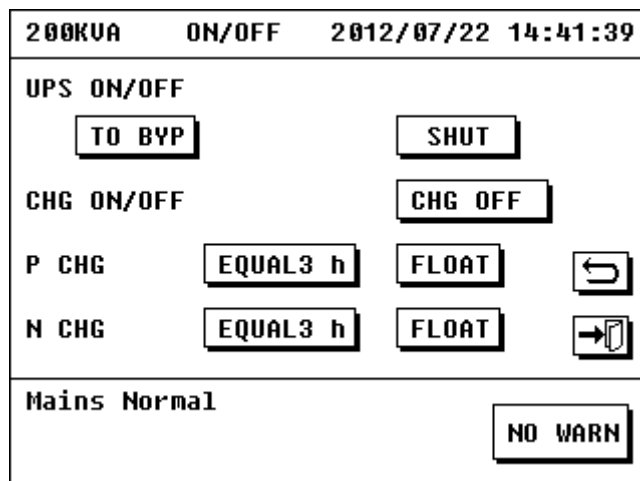 200KVA ON/OFF 2012/07/22 14:41:39
UPS ON/OFF
TO BYP SHUT
CHG ON/OFF CHG OFF
P CHG EQUAL3 h FLOAT
N CHG EQUAL3 h FLOAT
Mains Normal
NO WARN